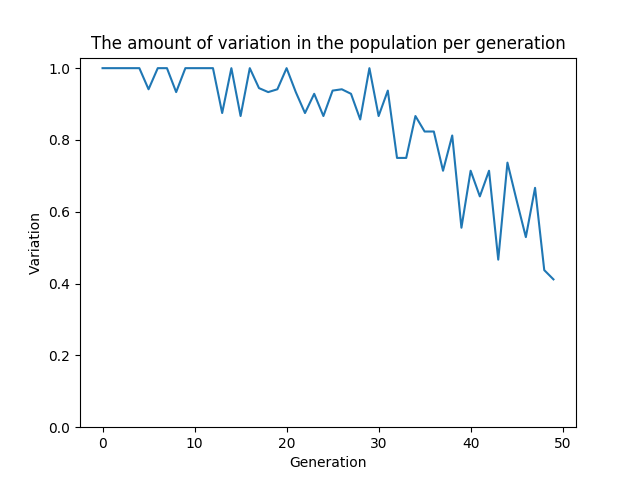 The amount of variation in the population per generation
1.0
0.8
0.6
0.4
0.2
0.0
Variation
0 10 20 30 40 50
Generation